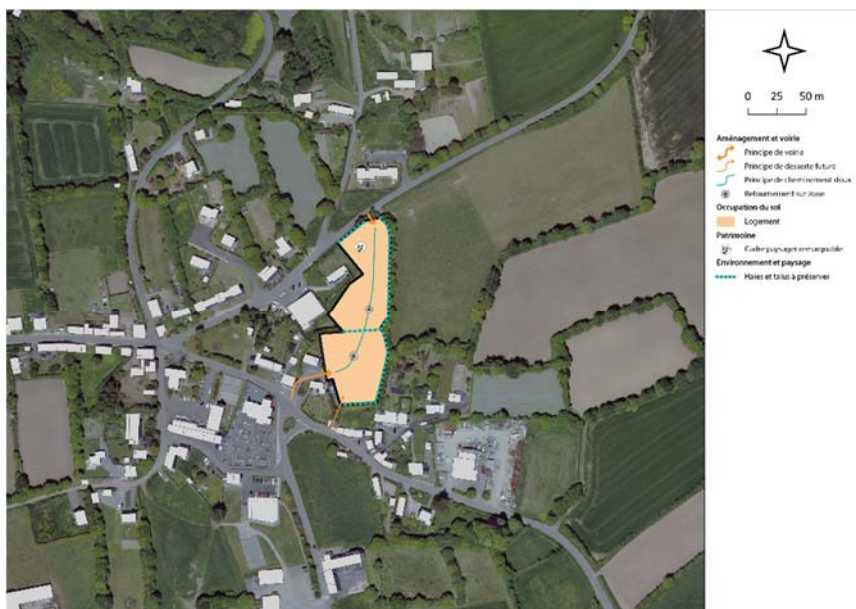 0 25 50 m
Aménagement et voirie
Principe de voirie
Principe de desserte future
Principe de cheminement doux
Retournement sur zone
Occupation du sol
Logement
Patrimoine
Cadre paysager remarquable
Environnement et paysage
Haies et talus à préserver